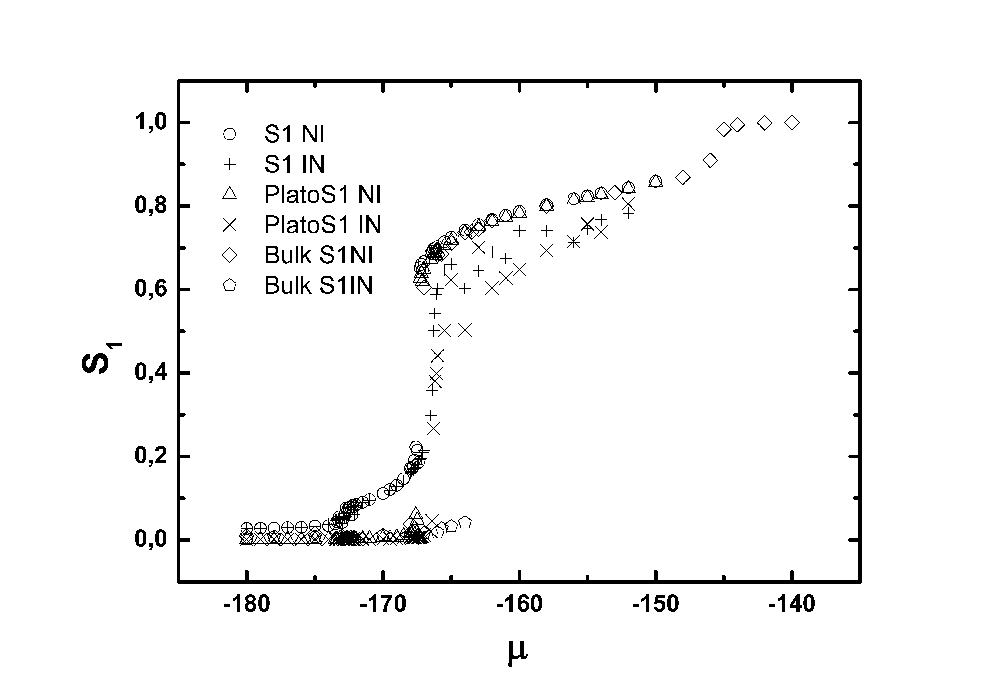 1,0
0,8
0,6
0,4
0,2
0,0
S1
S1 NI
S1 IN
PlatoS1 NI
PlatoS1 IN
Bulk S1NI
Bulk S1IN
-180 -170 -160 -150 -140
μ